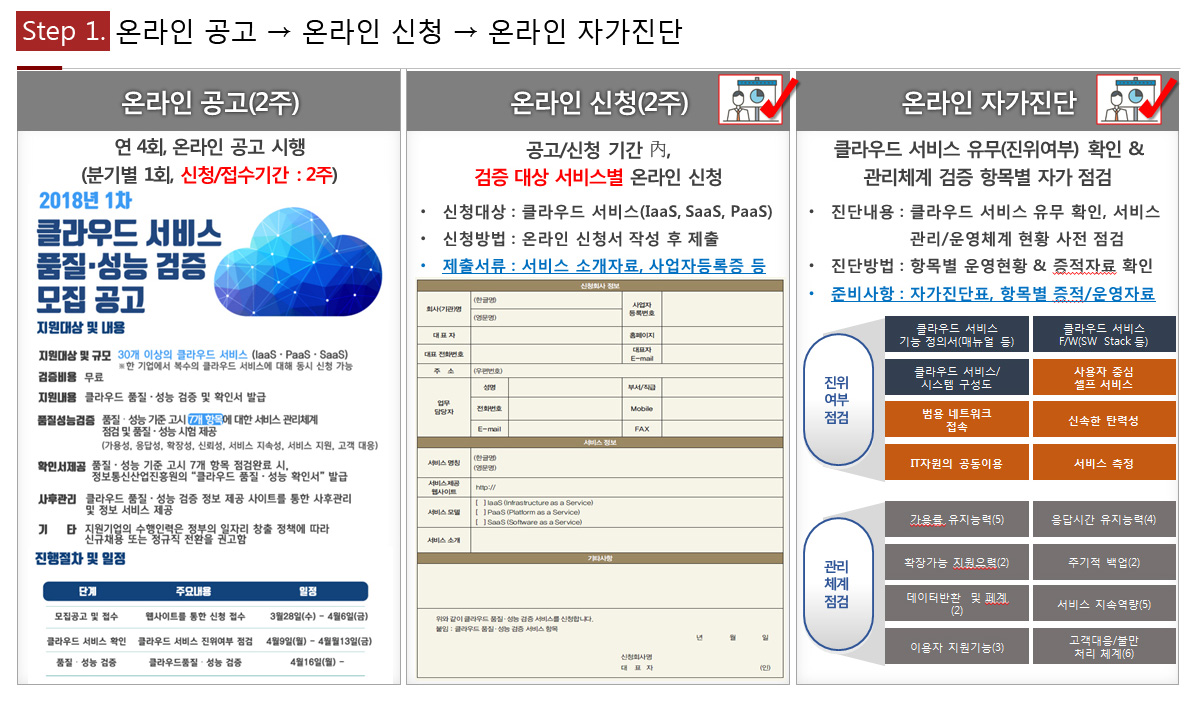 Step 1. 온라인 공고 → 온라인 신청 → 온라인 자가진단
온라인 공고(2주)
연 4회, 온라인 공고 시행
(분기별 1회, 신청/접수기간 : 2주)
2018년 1차
클라우드 서비스
품질·성능 검증
모집 공고
지원대상 및 내용
지원대상 및 규모 30개 이상의 클라우드 서비스 (IaaS·PaaS·SaaS)
※한 기업에서 복수의 클라우드 서비스에 대해 동시 신청 가능
검증비용 무료
지원내용 클라우드 품질·성능 검증 및 확인서 발급
품질성능검증 품질·성능 기준 고시 7개 항목에 대한 서비스 관리체계
점검 및 품질·성능 시험 제공
(가용성, 응답성, 확장성, 신뢰성, 서비스 지속성, 서비스 지원, 고객 대응)
확인서제공 품질·성능 기준 고시 7개 항목 점검완료 시,
정보통신산업진흥원의 "클라우드 품질·성능 확인서" 발급
사후관리 클라우드 품질·성능 검증 정보 제공 사이트를 통한 사후관리
및 정보 서비스 제공
기 타 지원기업의 수행인력은 정부의 일자리 창출 정책에 따라
신규채용 또는 정규직 전환을 권고함
진행절차 및 일정
단계 주요내용 일정
모집공고 및 접수 웹사이트를 통한 신청 접수 3월28일(수) - 4월6일(금)
클라우드 서비스 확인 클라우드 서비스 진위여부 점검 4월9일(월) - 4월13일(금)
품질·성능 검증 클라우드품질·성능 검증 4월16일(월) -
온라인 신청(2주)
공고/신청 기간 內,
검증 대상 서비스별 온라인 신청
• 신청대상 : 클라우드 서비스(IaaS, SaaS, PaaS)
• 신청방법 : 온라인 신청서 작성 후 제출
• 제출서류 : 서비스 소개자료, 사업자등록증 등
신청회사 정보
회사(기관)명 (한글명) 사업자
등록번호
(영문명)
대 표 자 홈페이지
대표 전화번호 대표자
E-mail
주 소 (우편번호)
업무
담당자 성명 부서/직급
전화번호 Mobile
E-mail FAX
서비스 정보
서비스 명칭 (한글명)
(영문명)
서비스제공
웹사이트 http://
서비스 모델 [ ] IaaS (Infrastructure as a Service)
[ ] PaaS (Platform as a Service)
[ ] SaaS (Software as a Service)
서비스 소개
기타사항
위와 같이 클라우드 품질·성능 검증 서비스를 신청합니다.
붙임 : 클라우드 품질·성능 검증 서비스 항목
년 월 일
신청회사명
대 표 자 (인)
온라인 자가진단
클라우드 서비스 유무(진위여부) 확인 &
관리체계 검증 항목별 자가 점검
• 진단내용 : 클라우드 서비스 유무 확인, 서비스
관리/운영체계 현황 사전 점검
• 진단방법 : 항목별 운영현황 & 증적자료 확인
• 준비사항 : 자가진단표, 항목별 증적/운영자료
진위
여부
점검
클라우드 서비스
기능 정의서(매뉴얼 등)
클라우드 서비스
F/W(SW Stack 등)
클라우드 서비스/
시스템 구성도
사용자 중심
셀프 서비스
범용 네트워크
접속
신속한 탄력성
IT자원의 공동이용
서비스 측정
관리
체계
점검
가용률 유지능력(5)
응답시간 유지능력(4)
확장가능 지원으력(2)
주기적 백업(2)
데이터반환 및 폐계
(2)
서비스 지속역량(5)
이용자 지원기능(3)
고객대응/불만
처리 체계(6)